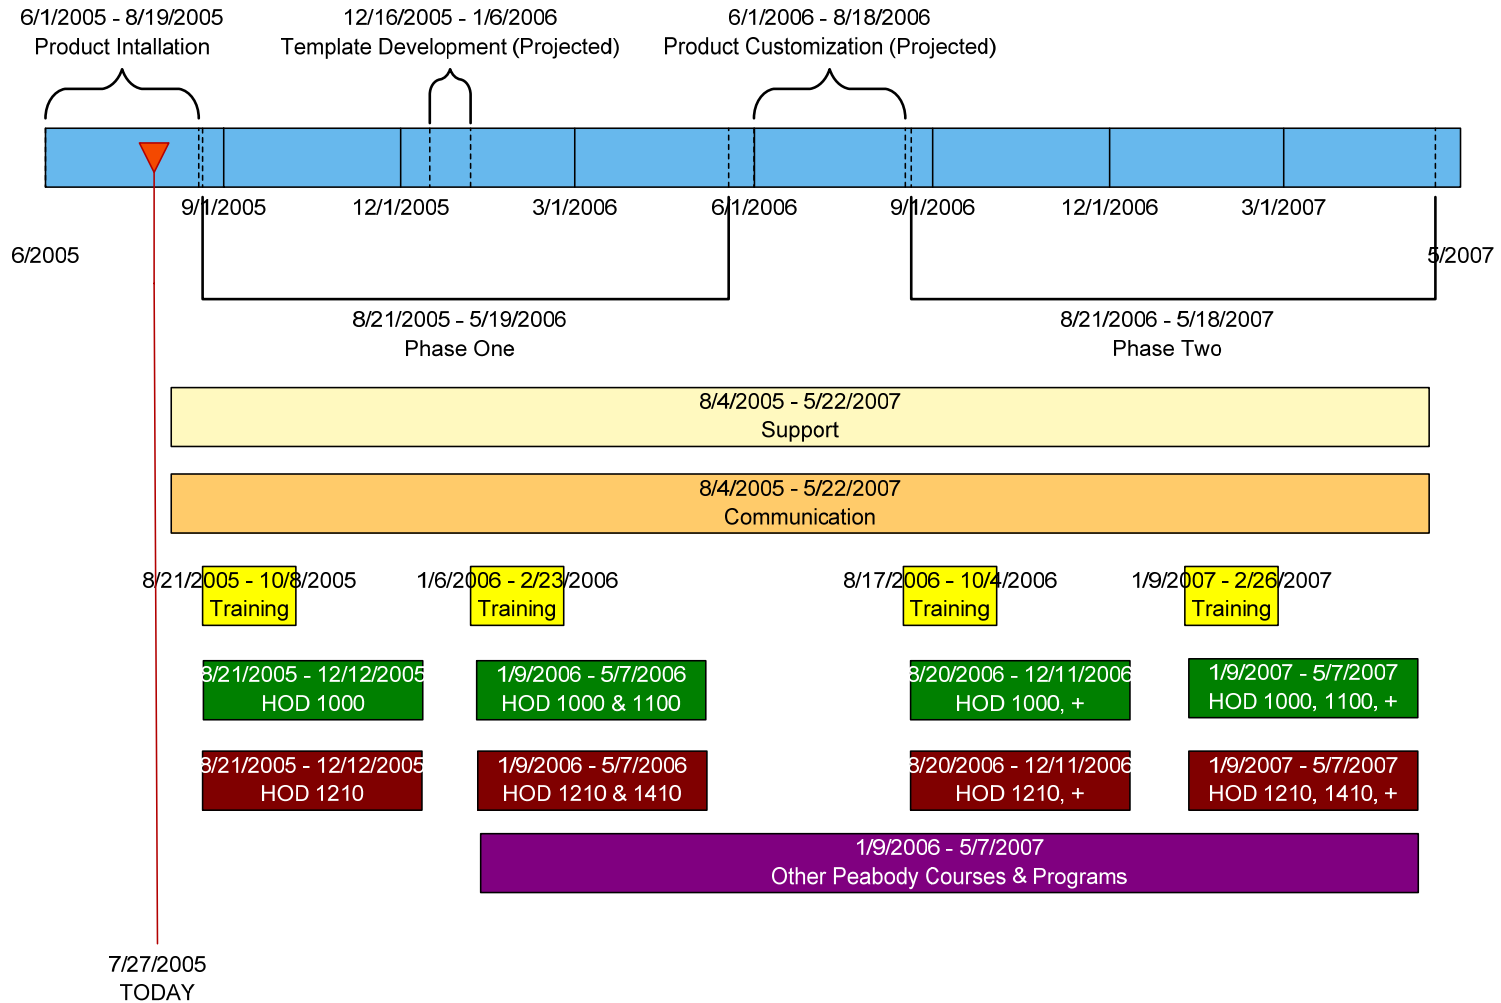 6/1/2005 - 8/19/2005
Product Intallation
12/16/2005 - 1/6/2006
Template Development (Projected)
6/1/2006 - 8/18/2006
Product Customization (Projected)
9/1/2005
12/1/2005
3/1/2006
6/1/2006
9/1/2006
12/1/2006
3/1/2007
6/2005
5/2007
8/21/2005 - 5/19/2006
Phase One
8/21/2006 - 5/18/2007
Phase Two
8/4/2005 - 5/22/2007
Support
8/4/2005 - 5/22/2007
Communication
8/21/2005 - 10/8/2005
Training
1/6/2006 - 2/23/2006
Training
8/17/2006 - 10/4/2006
Training
1/9/2007 - 2/26/2007
Training
8/21/2005 - 12/12/2005
HOD 1000
1/9/2006 - 5/7/2006
HOD 1000 & 1100
8/20/2006 - 12/11/2006
HOD 1000, +
1/9/2007 - 5/7/2007
HOD 1000, 1100, +
8/21/2005 - 12/12/2005
HOD 1210
1/9/2006 - 5/7/2006
HOD 1210 & 1410
8/20/2006 - 12/11/2006
HOD 1210, +
1/9/2007 - 5/7/2007
HOD 1210, 1410, +
1/9/2006 - 5/7/2007
Other Peabody Courses & Programs
7/27/2005
TODAY